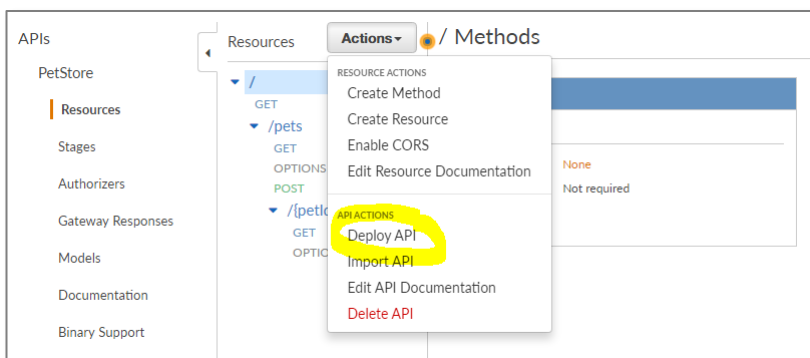 APIs
PetStore
Resources
Stages
Authorizers
Gateway Responses
Models
Documentation
Binary Support
Resources
Actions
/ Methods
/
GET
/pets
GET
OPTIONS
POST
/{petId
GET
OPTIO
RESOURCE ACTIONS
Create Method
Create Resource
Enable CORS
Edit Resource Documentation
API ACTIONS
Deploy API
Import API
Edit API Documentation
Delete API
None
Not required